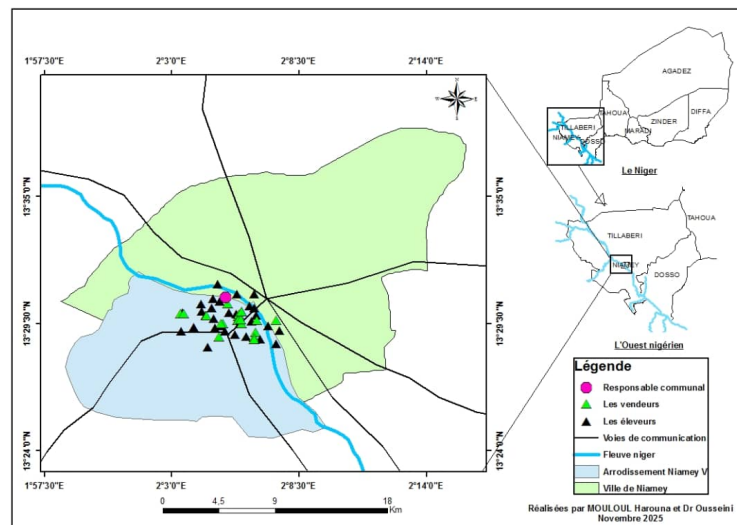 1°57'30"E
2°3'0"E
2°8'30"E
2°14'0"E
13°35'0"N
13°29'30"N
13°24'0"N
13°35'0"N
13°29'30"N
13°24'0"N
1°57'30"E
2°3'0"E
2°8'30"E
2°14'0"E
0
4,5
9
18
Km
AGADEZ
TAHOUA
DIFFA
ZINDER
TILLABERI
MARADI
NIAMEY
DOSSO
Le Niger
TAHOUA
TILLABERI
NIAMEY
DOSSO
L'Ouest nigérien
Légende
Responsable communal
Les vendeurs
Les éleveurs
Voies de communication
Fleuve niger
Arrodissement Niamey V
Ville de Niamey
Réalisées par MOULOUL Harouna et Dr Ousseini
Novembre 2025